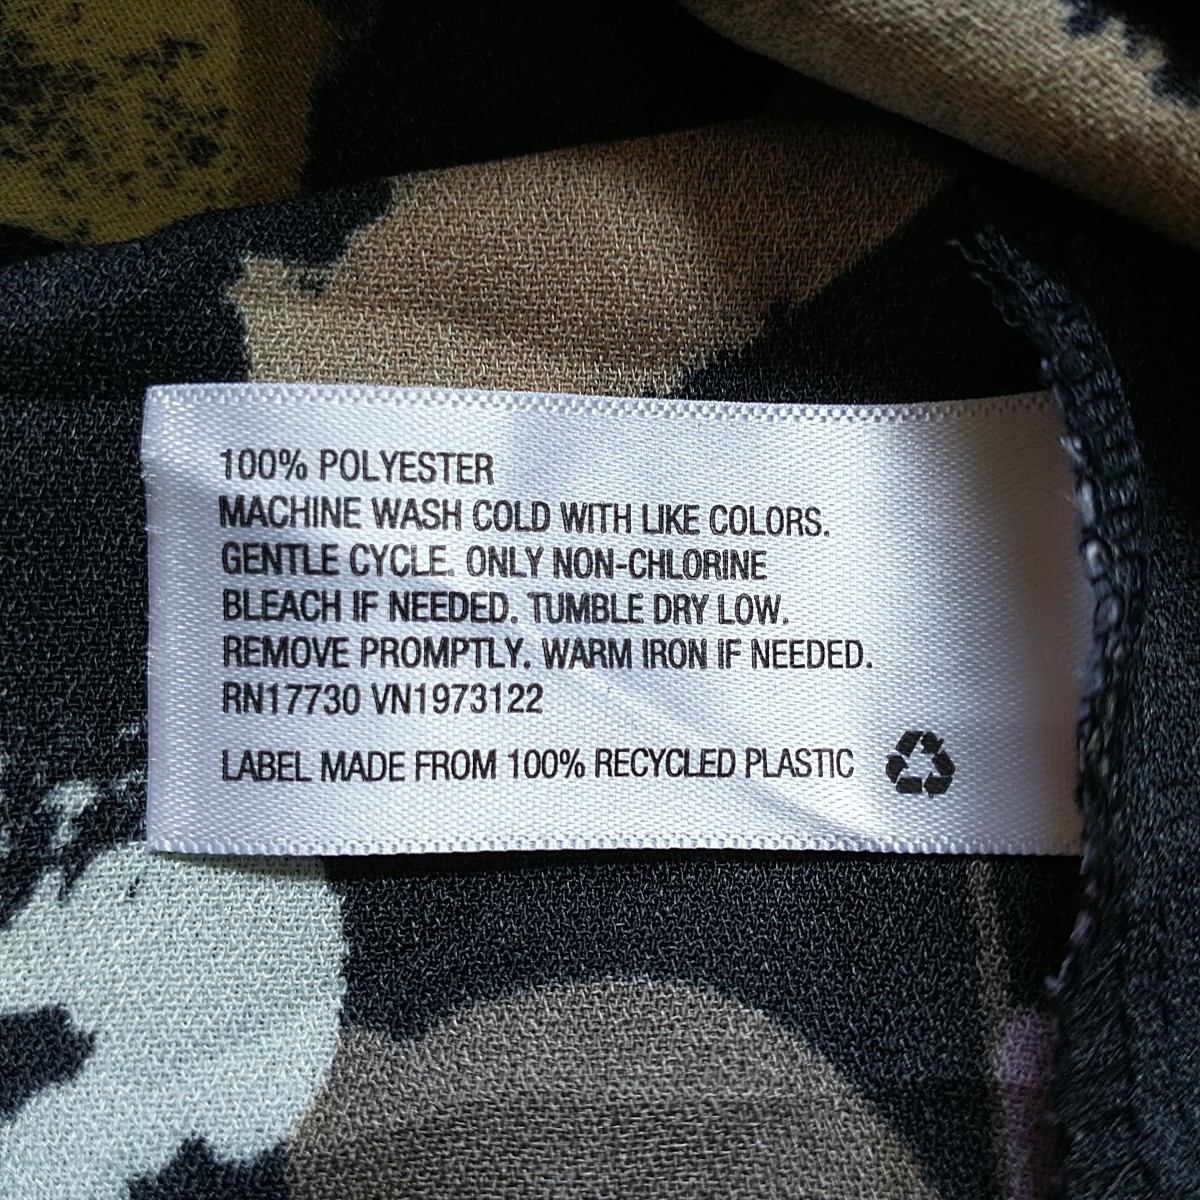 100% POLYESTER
MACHINE WASH COLD WITH LIKE COLORS.
GENTLE CYCLE. ONLY NON-CHLORINE
BLEACH IF NEEDED. TUMBLE DRY LOW.
REMOVE PROMPTLY. WARM IRON IF NEEDED.
RN17730 VN1973122
LABEL MADE FROM 100% RECYCLED PLASTIC